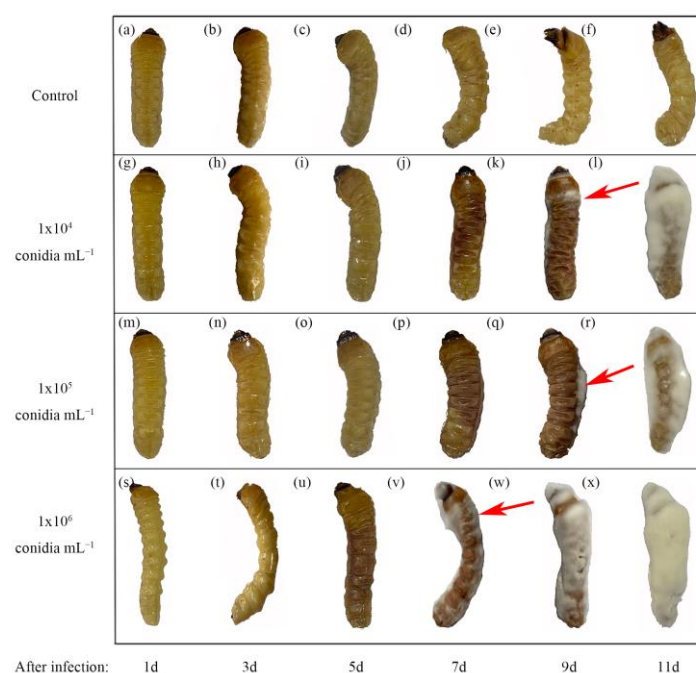 (a) (b) (c) (d) (e) (f)
Control
(g) (h) (i) (j) (k) (l)
1x10⁴
conidia mL⁻¹
(m) (n) (o) (p) (q) (r)
1x10⁵
conidia mL⁻¹
(s) (t) (u) (v) (w) (x)
1x10⁶
conidia mL⁻¹
After infection: 1d 3d 5d 7d 9d 11d